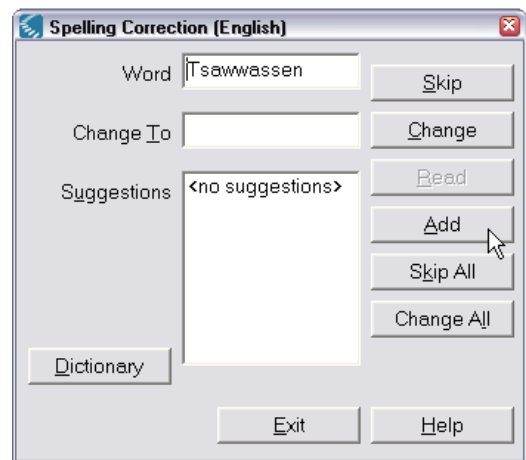 Spelling Correction (English)
Word
Tsawwassen
Skip
Change To
Change
Suggestions
<no suggestions>
Read
Add
Skip All
Change All
Dictionary
Exit
Help